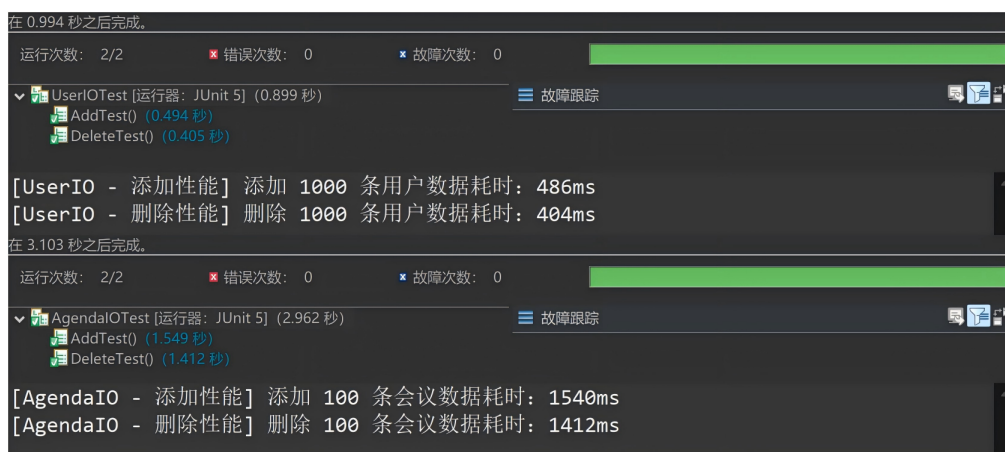 在 0.994 秒之后完成。
运行次数： 2/2 错误次数： 0 故障次数： 0
UserIOTest [运行器：JUnit 5] (0.899 秒)
故障跟踪
AddTest() (0.494 秒)
DeleteTest() (0.405 秒)
[UserIO - 添加性能] 添加 1000 条用户数据耗时：486ms
[UserIO - 删除性能] 删除 1000 条用户数据耗时：404ms
在 3.103 秒之后完成。
运行次数： 2/2 错误次数： 0 故障次数： 0
AgendaIOTest [运行器：JUnit 5] (2.962 秒)
故障跟踪
AddTest() (1.549 秒)
DeleteTest() (1.412 秒)
[AgendaIO - 添加性能] 添加 100 条会议数据耗时：1540ms
[AgendaIO - 删除性能] 删除 100 条会议数据耗时：1412ms